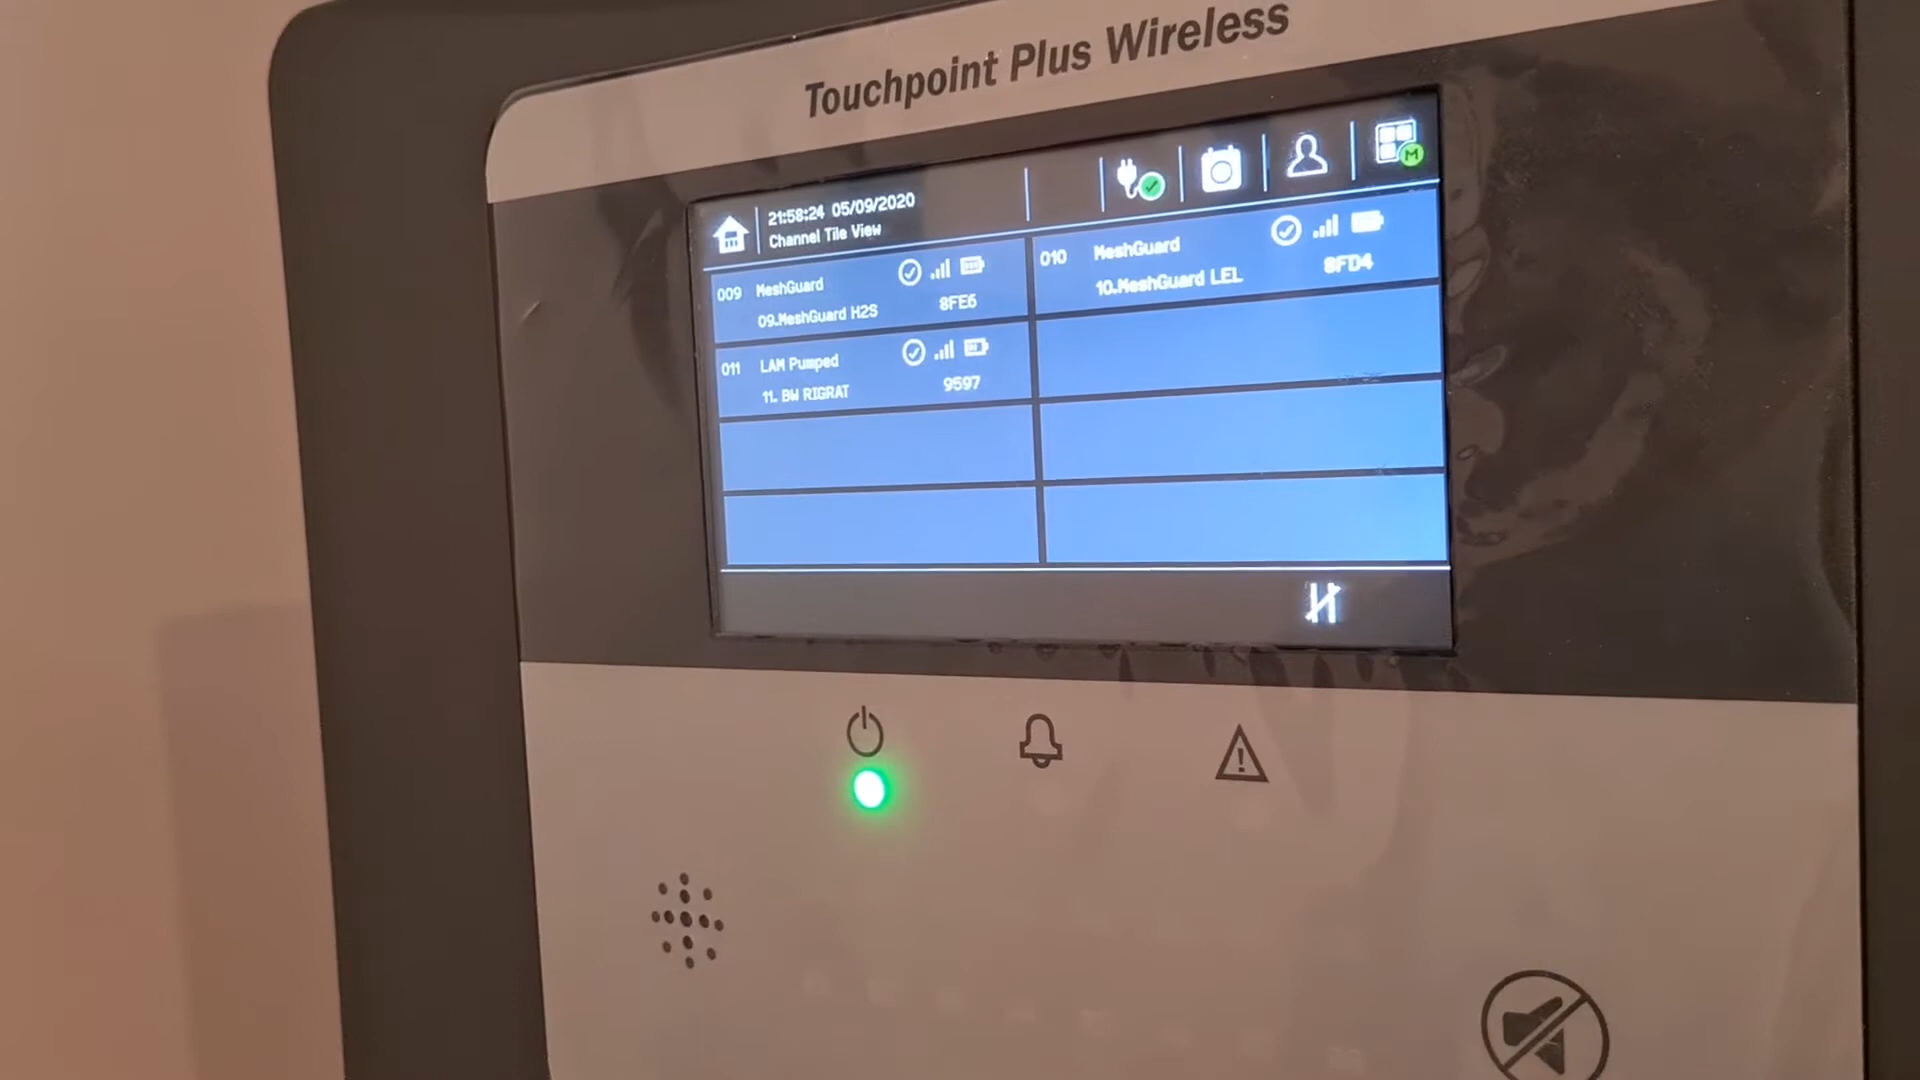 Touchpoint Plus Wireless
21:58:24 05/09/2020
Channel Tile View
M
009 MeshGuard
09.MeshGuard H2S 8FE6
010 MeshGuard
10.MeshGuard LEL 8FD4
011 LAM Pumped
11. BW RIGRAT 9597